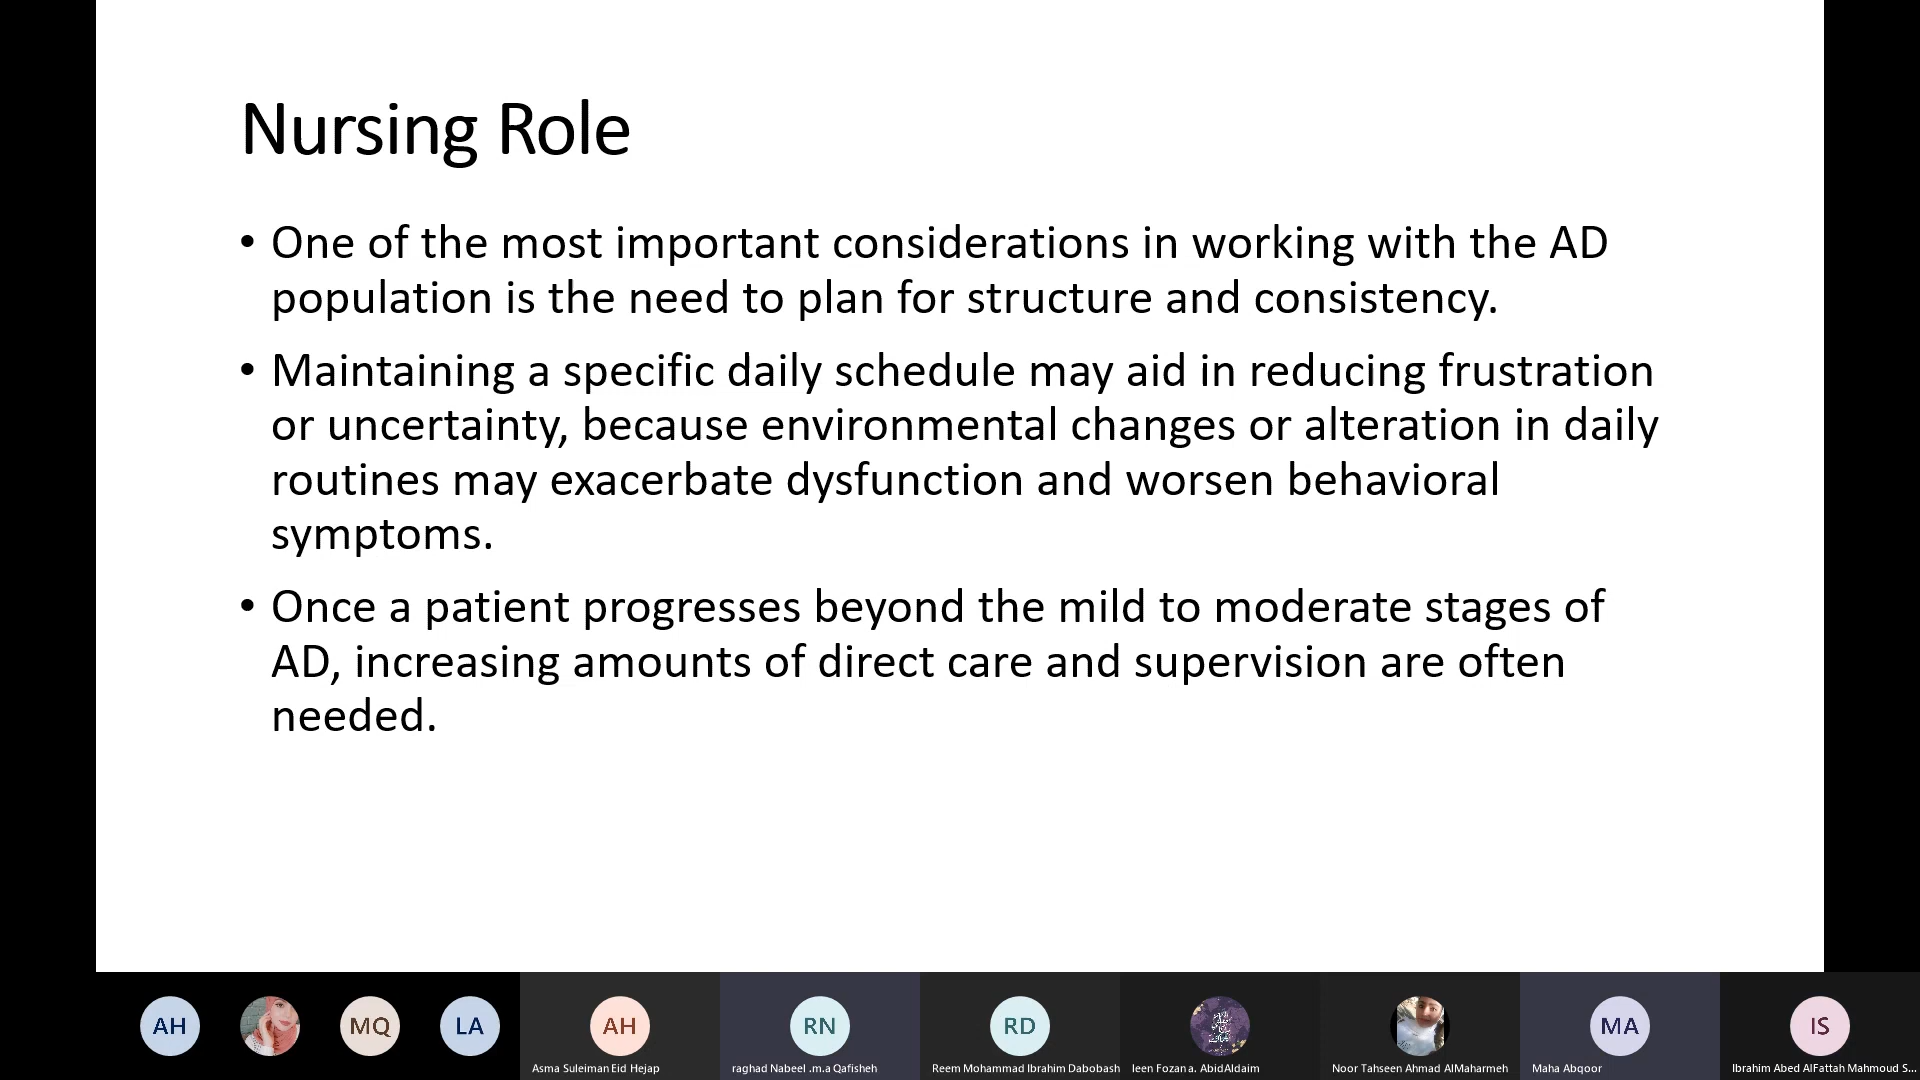 Nursing Role
• One of the most important considerations in working with the AD
population is the need to plan for structure and consistency.
• Maintaining a specific daily schedule may aid in reducing frustration
or uncertainty, because environmental changes or alteration in daily
routines may exacerbate dysfunction and worsen behavioral
symptoms.
• Once a patient progresses beyond the mild to moderate stages of
AD, increasing amounts of direct care and supervision are often
needed.
AH MQ LA AH RN RD MA IS
Asma Suleiman Eid Hejap raghad Nabeel .m.a Qafisheh Reem Mohammad Ibrahim Dabobash leen Fozan a. AbidAldaim Noor Tahseen Ahmad AlMaharmeh Maha Abqoor Ibrahim Abed AlFattah Mahmoud S...